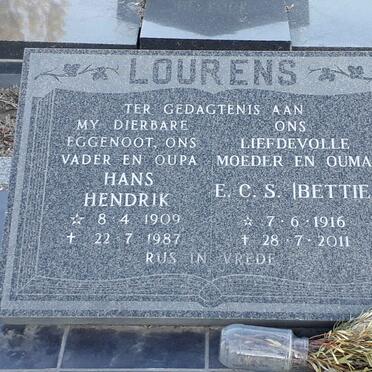 LOURENS
TER GEDAGTENIS AAN
MY DIERBARE
EGGENOOT, ONS
VADER EN OUPA
HANS
HENDRIK
☆ 8·4·1909
✝ 22·7·1987
ONS
LIEFDEVOLLE
MOEDER EN OUMA
E. C. S. (BETTIE
☆ 7·6·1916
✝ 28·7·2011
RUS IN VREDE